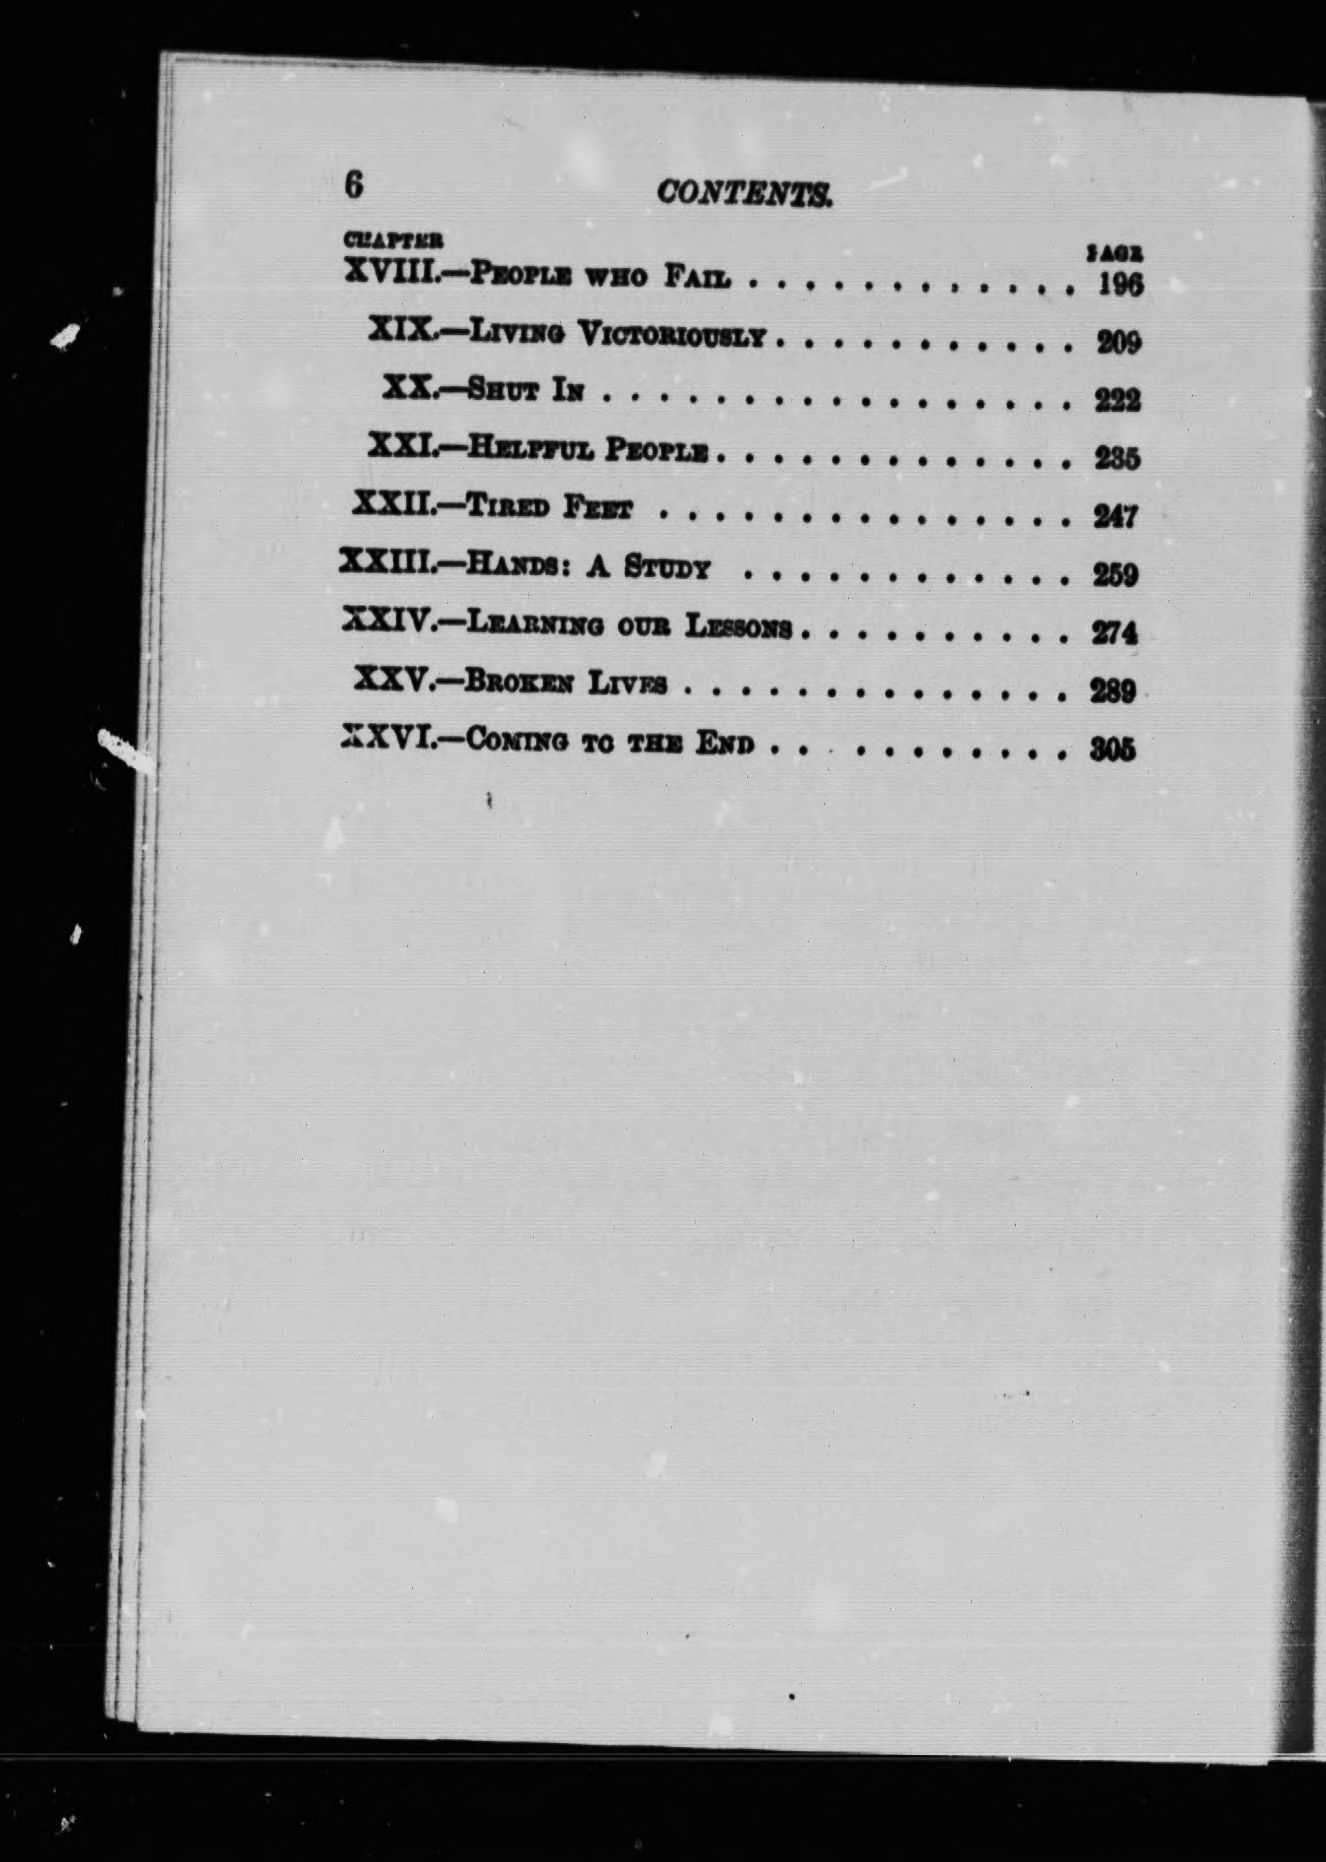 6 CONTENTS.
CHAPTER PAGE
XVIII.—PEOPLE WHO FAIL . . . . . . . . . . . . 196
XIX.—LIVING VICTORIOUSLY . . . . . . . . . . . 209
XX.—SHUT IN . . . . . . . . . . . . . . . . . 222
XXI.—HELPFUL PEOPLE . . . . . . . . . . . . . 235
XXII.—TIRED FEET . . . . . . . . . . . . . . . 247
XXIII.—HANDS: A STUDY . . . . . . . . . . . . 259
XXIV.—LEARNING OUR LESSONS . . . . . . . . . . 274
XXV.—BROKEN LIVES . . . . . . . . . . . . . . 289
XXVI.—COMING TO THE END . . . . . . . . . . . 305